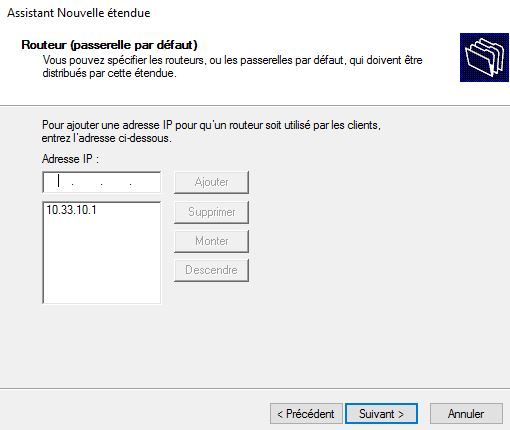 Assistant Nouvelle étendue
Routeur (passerelle par défaut)
Vous pouvez spécifier les routeurs, ou les passerelles par défaut, qui doivent être
distribués par cette étendue.
Pour ajouter une adresse IP pour qu'un routeur soit utilisé par les clients,
entrez l'adresse ci-dessous.
Adresse IP :
. . .
Ajouter
10.33.10.1
Supprimer
Monter
Descendre
< Précédent
Suivant >
Annuler